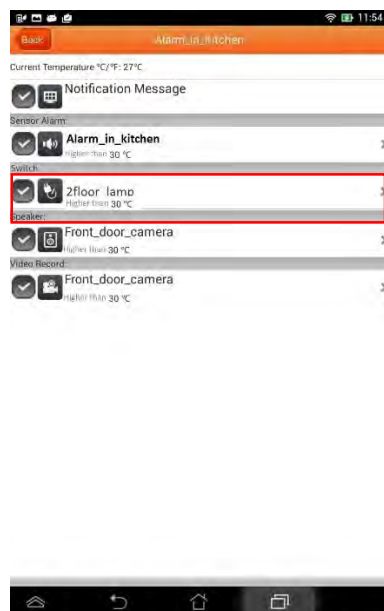 11:54
Back
Alarm_in_kitchen
Current Temperature °C/°F: 27°C
Notification Message
Sensor Alarm:
Alarm_in_kitchen
Higher than 30 °C
Switch
2floor_lamp
Higher than 30 °C
Speaker:
Front_door_camera
Higher than 30 °C
Video Record:
Front_door_camera
Higher than 30 °C